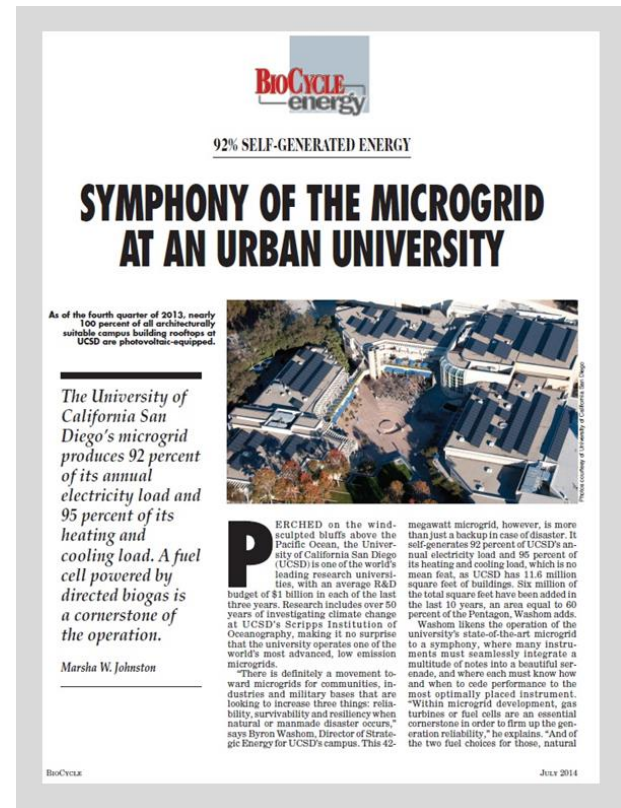 BIOCYCLE
energy
92% SELF-GENERATED ENERGY
SYMPHONY OF THE MICROGRID
AT AN URBAN UNIVERSITY
As of the fourth quarter of 2013, nearly
100 percent of all architecturally
suitable campus building rooftops at
UCSD are photovoltaic-equipped.
The University of
California San
Diego's microgrid
produces 92 percent
of its annual
electricity load and
95 percent of its
heating and
cooling load. A fuel
cell powered by
directed biogas is
a cornerstone of
the operation.
Marsha W. Johnston
Photos courtesy of University of California San Diego
PERCHED on the wind-
sculpted bluffs above the
Pacific Ocean, the Univer-
sity of California San Diego
(UCSD) is one of the world's
leading research universi-
ties, with an average R&D
budget of $1 billion in each of the last
three years. Research includes over 50
years of investigating climate change
at UCSD's Scripps Institution of
Oceanography, making it no surprise
that the university operates one of the
world's most advanced, low emission
microgrids.
"There is definitely a movement to-
ward microgrids for communities, in-
dustries and military bases that are
looking to increase three things: relia-
bility, survivability and resiliency when
natural or manmade disaster occurs,"
says Byron Washom, Director of Strate-
gic Energy for UCSD's campus. This 42-
megawatt microgrid, however, is more
than just a backup in case of disaster. It
self-generates 92 percent of UCSD's an-
nual electricity load and 95 percent of
its heating and cooling load, which is no
mean feat, as UCSD has 11.6 million
square feet of buildings. Six million of
the total square feet have been added in
the last 10 years, an area equal to 60
percent of the Pentagon, Washom adds.
Washom likens the operation of the
university's state-of-the-art microgrid
to a symphony, where many instru-
ments must seamlessly integrate a
multitude of notes into a beautiful ser-
enade, and where each must know how
and when to cede performance to the
most optimally placed instrument.
"Within microgrid development, gas
turbines or fuel cells are an essential
cornerstone in order to firm up the gen-
eration reliability," he explains. "And of
the two fuel choices for those, natural
BIOCYCLE
JULY 2014